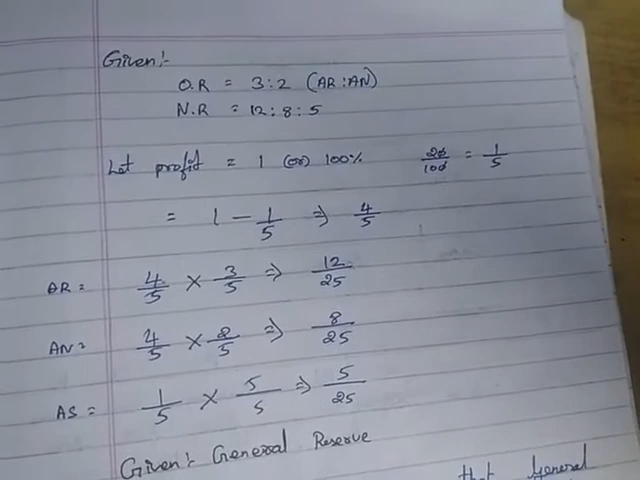 Given:-
O.R = 3:2 (AR:AN)
N.R = 12:8:5
Let profit = 1 (or) 100% 20/100 = 1/5
= 1 - 1/5 ⇒ 4/5
AR = 4/5 × 3/5 ⇒ 12/25
AN = 4/5 × 2/5 ⇒ 8/25
AS = 1/5 × 5/5 ⇒ 5/25
Given:- General Reserve
that General